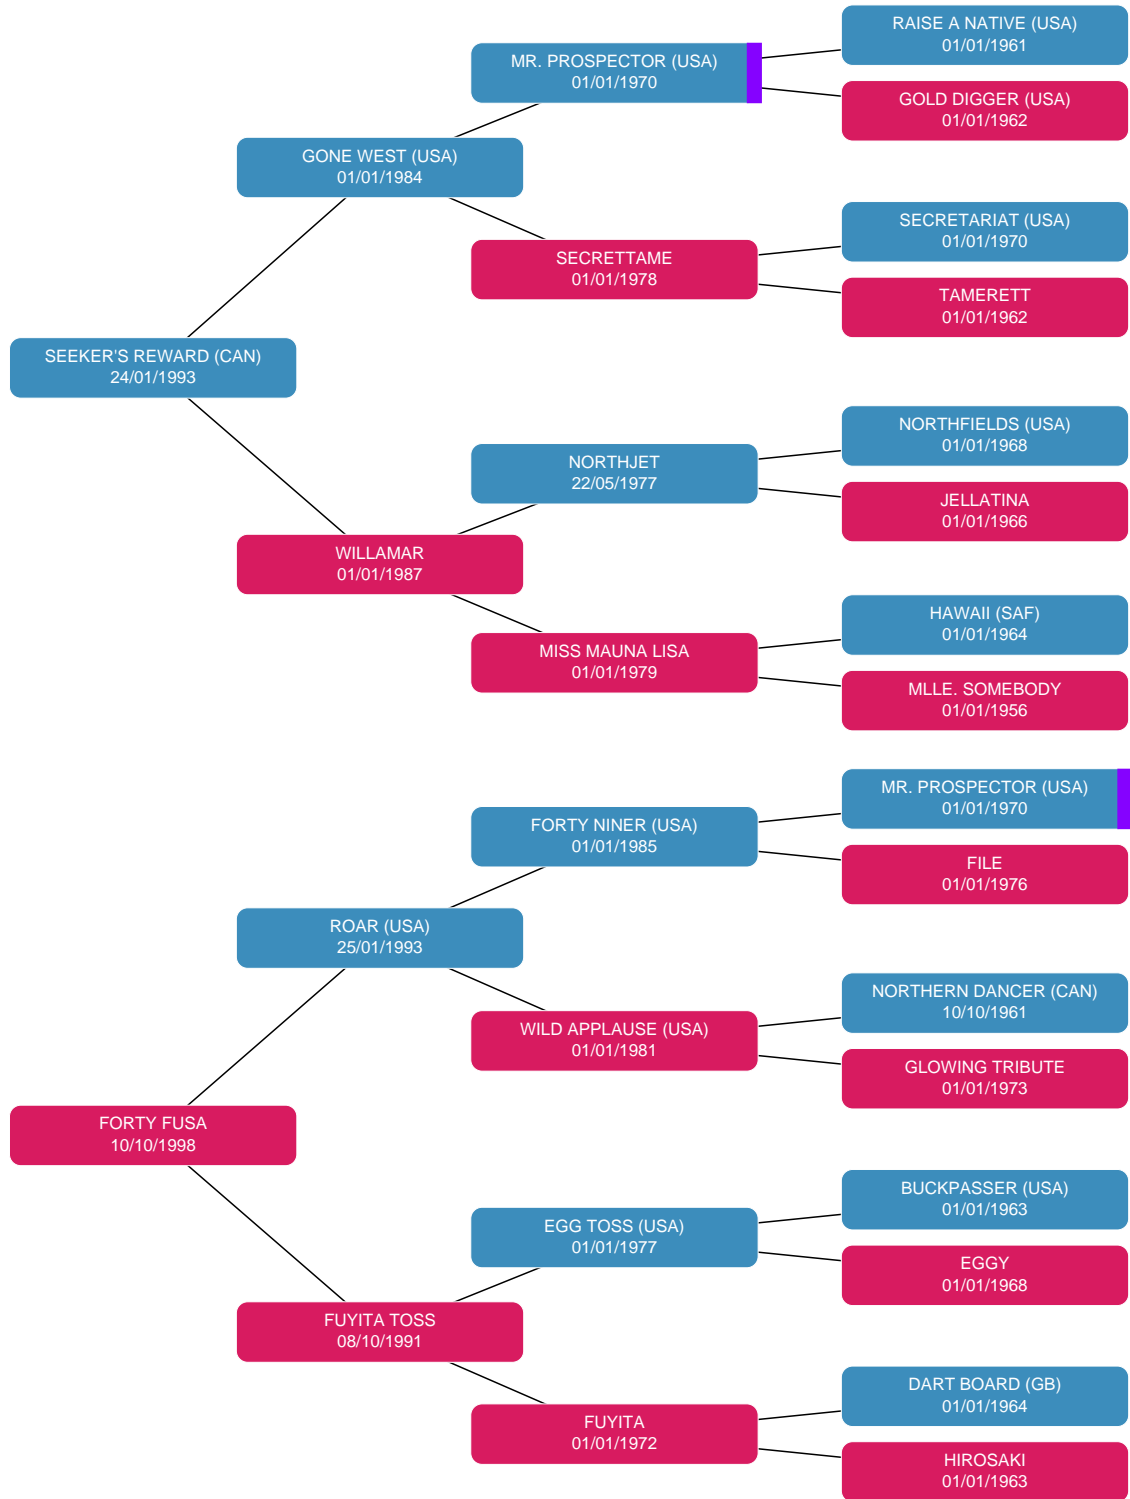 RAISE A NATIVE (USA)
01/01/1961
MR. PROSPECTOR (USA)
01/01/1970
GOLD DIGGER (USA)
01/01/1962
GONE WEST (USA)
01/01/1984
SECRETARIAT (USA)
01/01/1970
SECRETTAME
01/01/1978
TAMERETT
01/01/1962
SEEKER'S REWARD (CAN)
24/01/1993
NORTHFIELDS (USA)
01/01/1968
NORTHJET
22/05/1977
JELLATINA
01/01/1966
WILLAMAR
01/01/1987
HAWAII (SAF)
01/01/1964
MISS MAUNA LISA
01/01/1979
MLLE. SOMEBODY
01/01/1956
MR. PROSPECTOR (USA)
01/01/1970
FORTY NINER (USA)
01/01/1985
FILE
01/01/1976
ROAR (USA)
25/01/1993
NORTHERN DANCER (CAN)
10/10/1961
WILD APPLAUSE (USA)
01/01/1981
GLOWING TRIBUTE
01/01/1973
FORTY FUSA
10/10/1998
BUCKPASSER (USA)
01/01/1963
EGG TOSS (USA)
01/01/1977
EGGY
01/01/1968
FUYITA TOSS
08/10/1991
DART BOARD (GB)
01/01/1964
FUYITA
01/01/1972
HIROSAKI
01/01/1963